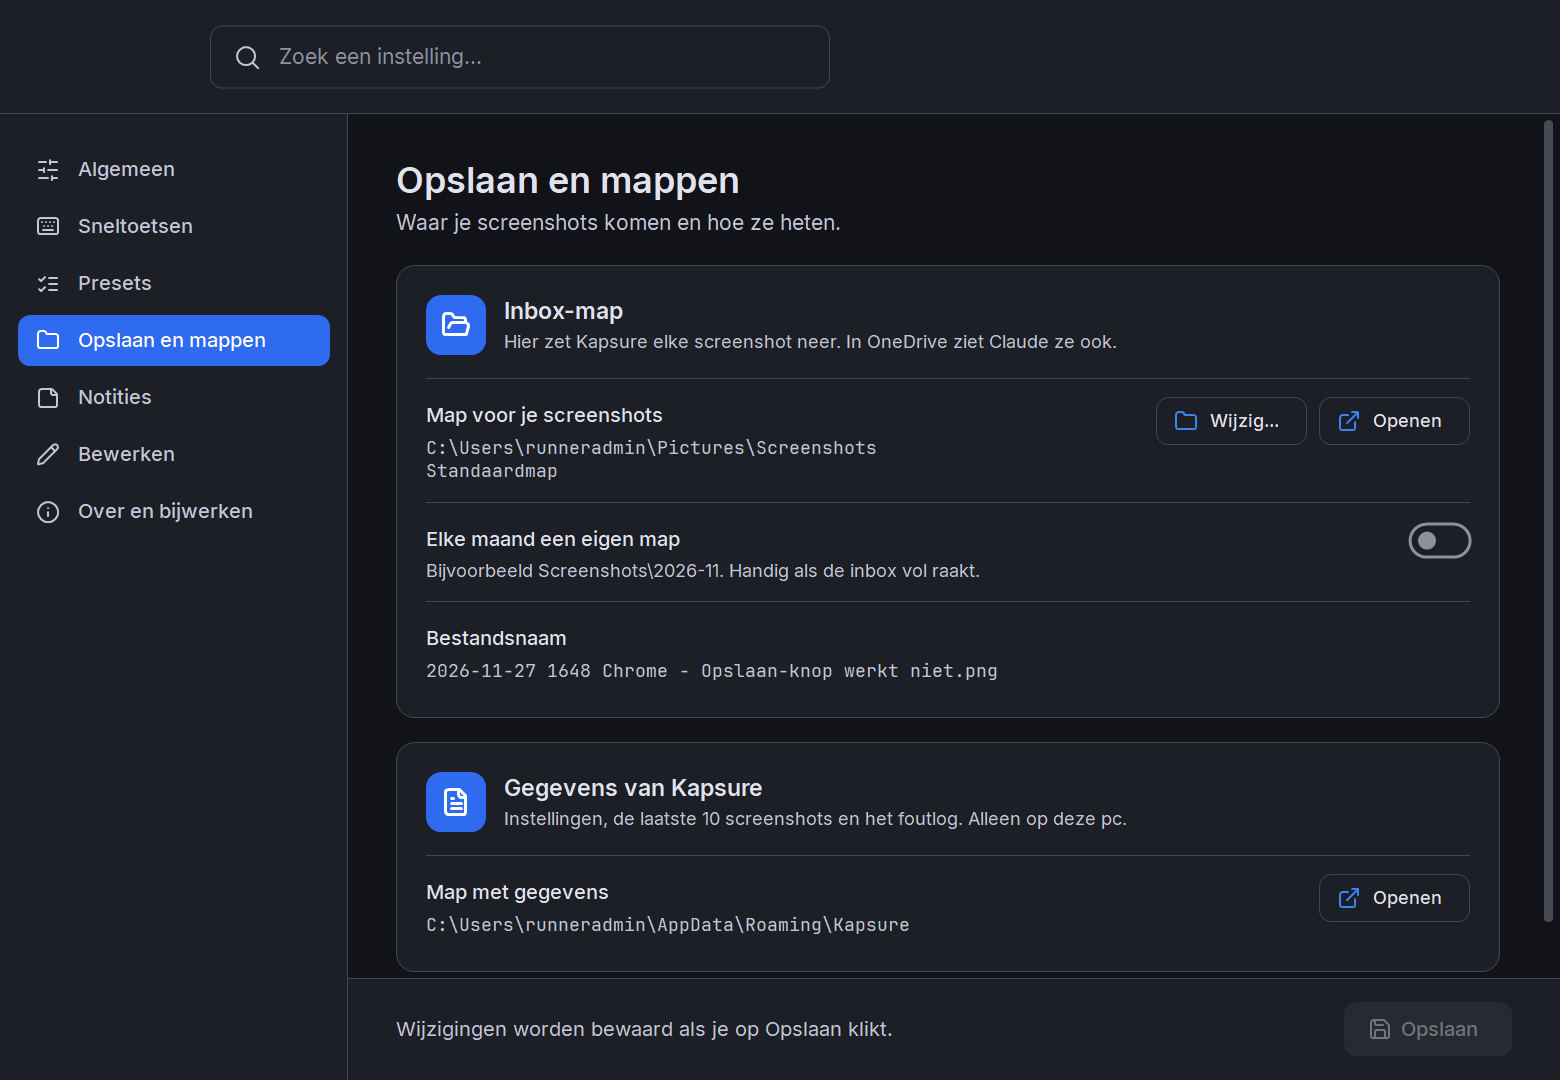 Zoek een instelling...
Algemeen
Sneltoetsen
Presets
Opslaan en mappen
Notities
Bewerken
Over en bijwerken
Opslaan en mappen
Waar je screenshots komen en hoe ze heten.
Inbox-map
Hier zet Kapsure elke screenshot neer. In OneDrive ziet Claude ze ook.
Map voor je screenshots
C:\Users\runneradmin\Pictures\Screenshots
Standaardmap
Wijzig...
Openen
Elke maand een eigen map
Bijvoorbeeld Screenshots\2026-11. Handig als de inbox vol raakt.
Bestandsnaam
2026-11-27 1648 Chrome - Opslaan-knop werkt niet.png
Gegevens van Kapsure
Instellingen, de laatste 10 screenshots en het foutlog. Alleen op deze pc.
Map met gegevens
C:\Users\runneradmin\AppData\Roaming\Kapsure
Openen
Wijzigingen worden bewaard als je op Opslaan klikt.
Opslaan